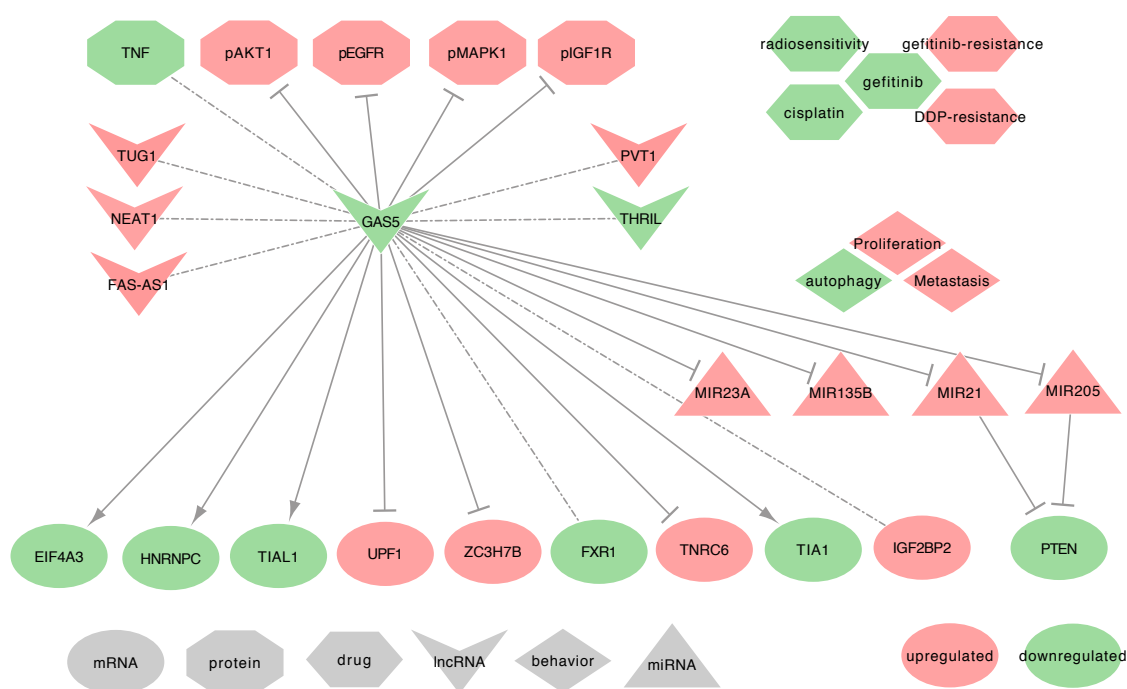 TNF
pAKT1
pEGFR
pMAPK1
pIGF1R
radiosensitivity
gefitinib-resistance
gefitinib
cisplatin
DDP-resistance
TUG1
PVT1
NEAT1
GAS5
THRIL
FAS-AS1
Proliferation
autophagy
Metastasis
MIR23A
MIR135B
MIR21
MIR205
EIF4A3
HNRNPC
TIAL1
UPF1
ZC3H7B
FXR1
TNRC6
TIA1
IGF2BP2
PTEN
mRNA
protein
drug
lncRNA
behavior
miRNA
upregulated
downregulated